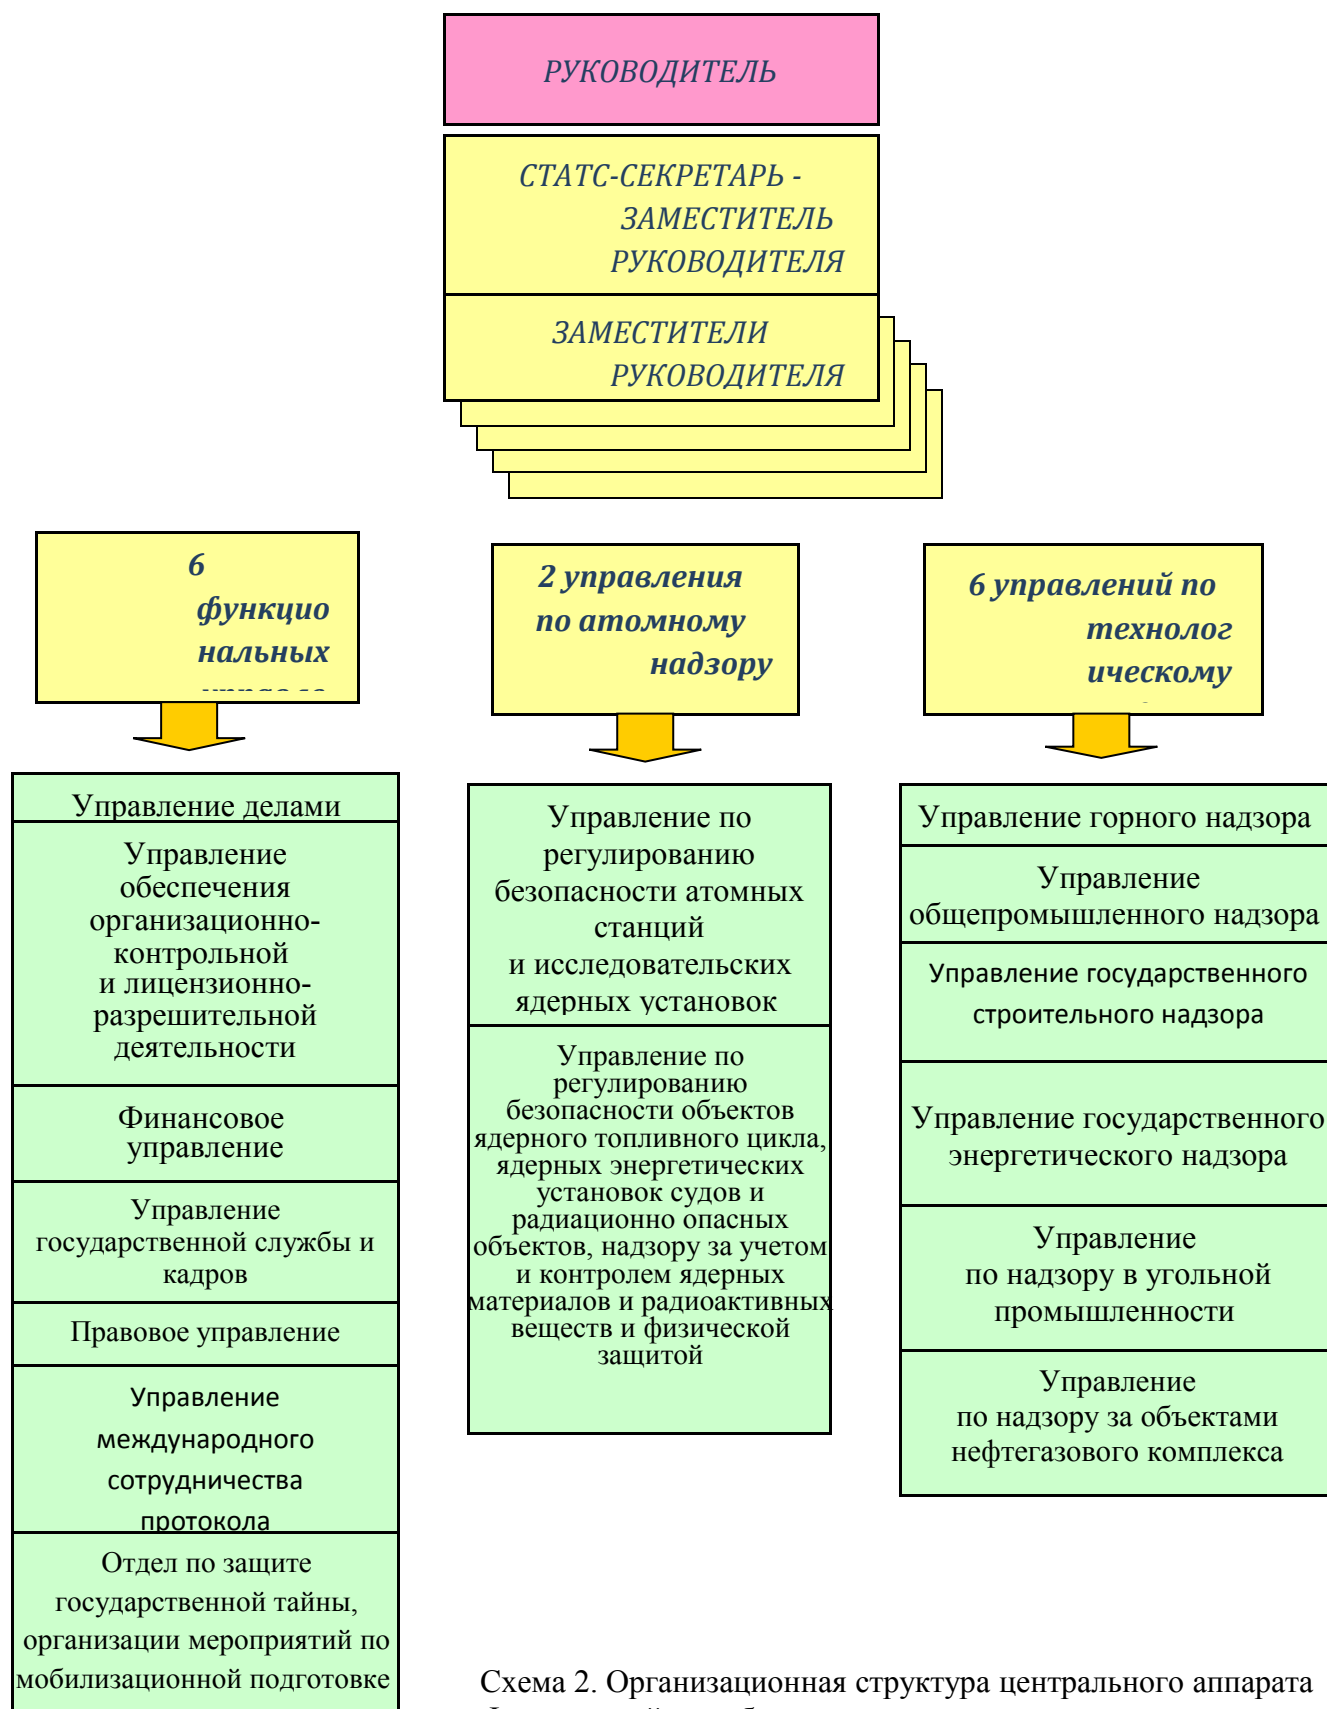 РУКОВОДИТЕЛЬ
СТАТС-СЕКРЕТАРЬ -
ЗАМЕСТИТЕЛЬ
РУКОВОДИТЕЛЯ
ЗАМЕСТИТЕЛИ
РУКОВОДИТЕЛЯ
6
функцио
нальных
2 управления
по атомному
надзору
6 управлений по
технолог
ическому
Управление делами
Управление
обеспечения
организационно-
контрольной
и лицензионно-
разрешительной
деятельности
Финансовое
управление
Управление
государственной службы и
кадров
Правовое управление
Управление
международного
сотрудничества
протокола
Отдел по защите
государственной тайны,
организации мероприятий по
мобилизационной подготовке
Управление по
регулированию
безопасности атомных
станций
и исследовательских
ядерных установок
Управление по
регулированию
безопасности объектов
ядерного топливного цикла,
ядерных энергетических
установок судов и
радиационно опасных
объектов, надзору за учетом
и контролем ядерных
материалов и радиоактивных
веществ и физической
защитой
Управление горного надзора
Управление
общепромышленного надзора
Управление государственного
строительного надзора
Управление государственного
энергетического надзора
Управление
по надзору в угольной
промышленности
Управление
по надзору за объектами
нефтегазового комплекса
Схема 2. Организационная структура центрального аппарата